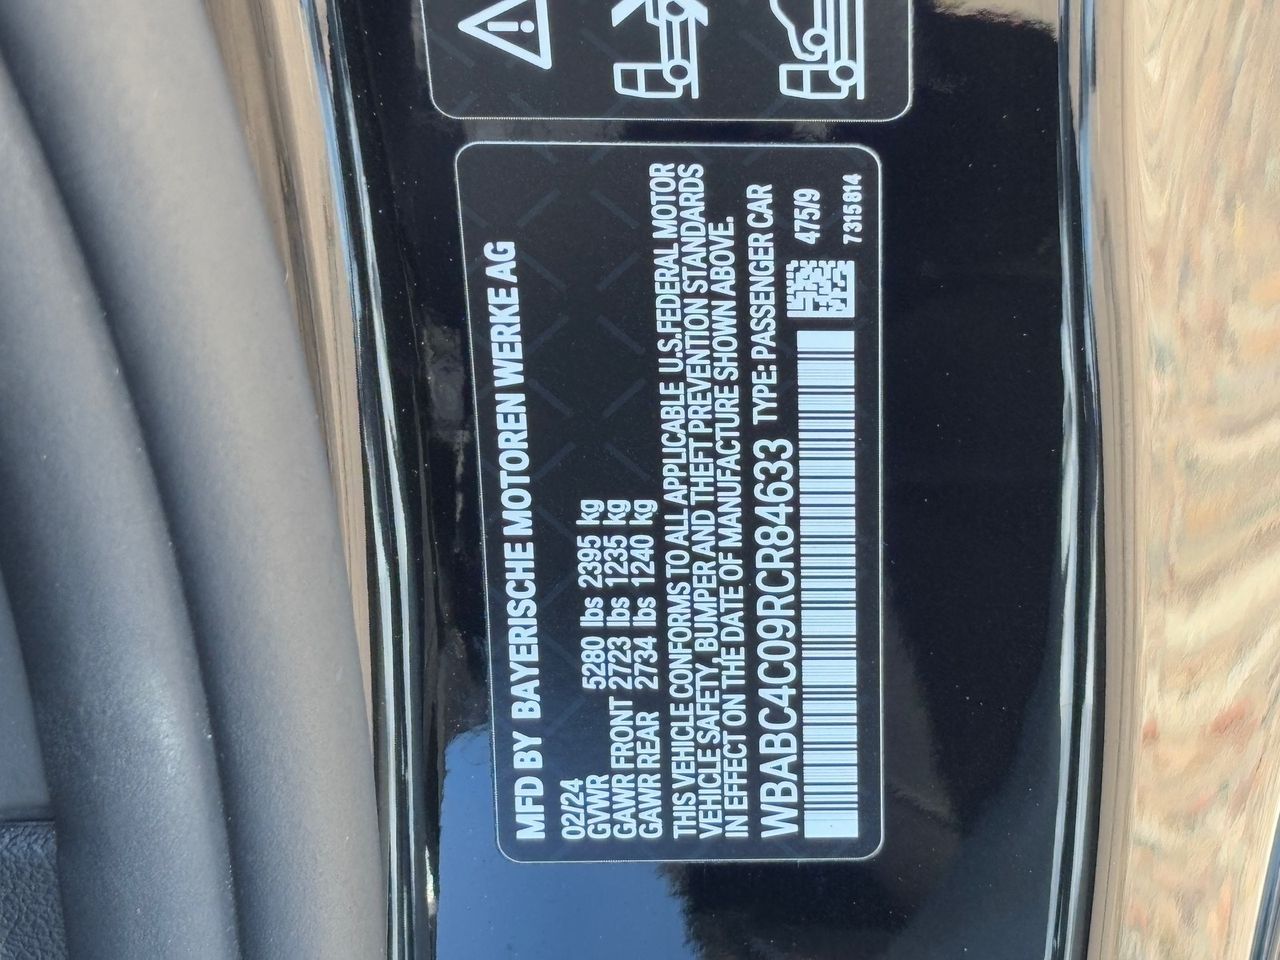 MFD BY BAYERISCHE MOTOREN WERKE AG
02/24
GVWR 5280 lbs 2395 kg
GAWR FRONT 2723 lbs 1235 kg
GAWR REAR 2734 lbs 1240 kg
THIS VEHICLE CONFORMS TO ALL APPLICABLE U.S.FEDERAL MOTOR
VEHICLE SAFETY, BUMPER AND THEFT PREVENTION STANDARDS
IN EFFECT ON THE DATE OF MANUFACTURE SHOWN ABOVE.
WBABC4C09RCR84633 TYPE: PASSENGER CAR
475/9
7315814